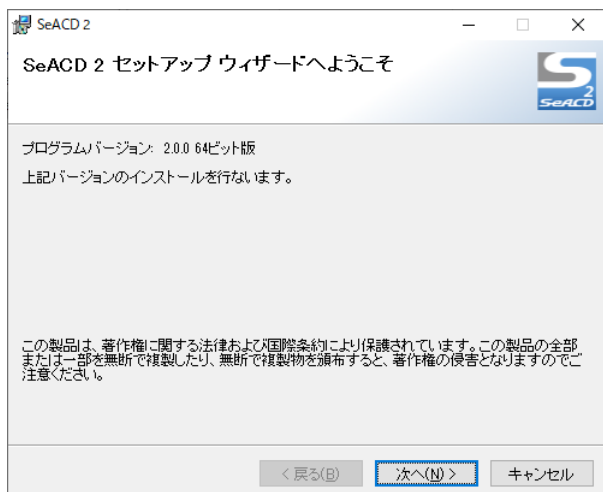 SeACD 2
SeACD 2 セットアップ ウィザードへようこそ
S
2
SeACD
プログラムバージョン: 2.0.0 64ビット版
上記バージョンのインストールを行ないます。
この製品は、著作権に関する法律および国際条約により保護されています。この製品の全部
または一部を無断で複製したり、無断で複製物を頒布すると、著作権の侵害となりますのでご
注意ください。
< 戻る(B)
次へ(N) >
キャンセル